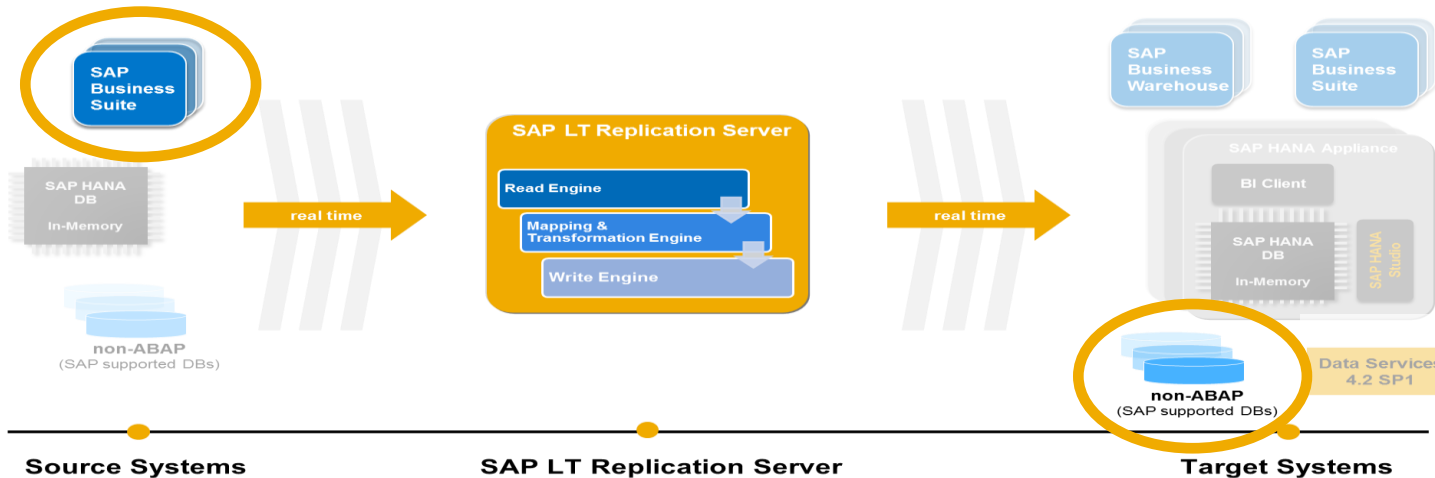 SAP
Business
Suite
SAP HANA
DB
In-Memory
non-ABAP
(SAP supported DBs)
real time
SAP LT Replication Server
Read Engine
Mapping &
Transformation Engine
Write Engine
real time
SAP
Business
Warehouse
SAP
Business
Suite
SAP HANA Appliance
BI Client
SAP HANA
DB
In-Memory
SAP HANA
Studio
non-ABAP
(SAP supported DBs)
Data Services
4.2 SP1
Source Systems
SAP LT Replication Server
Target Systems